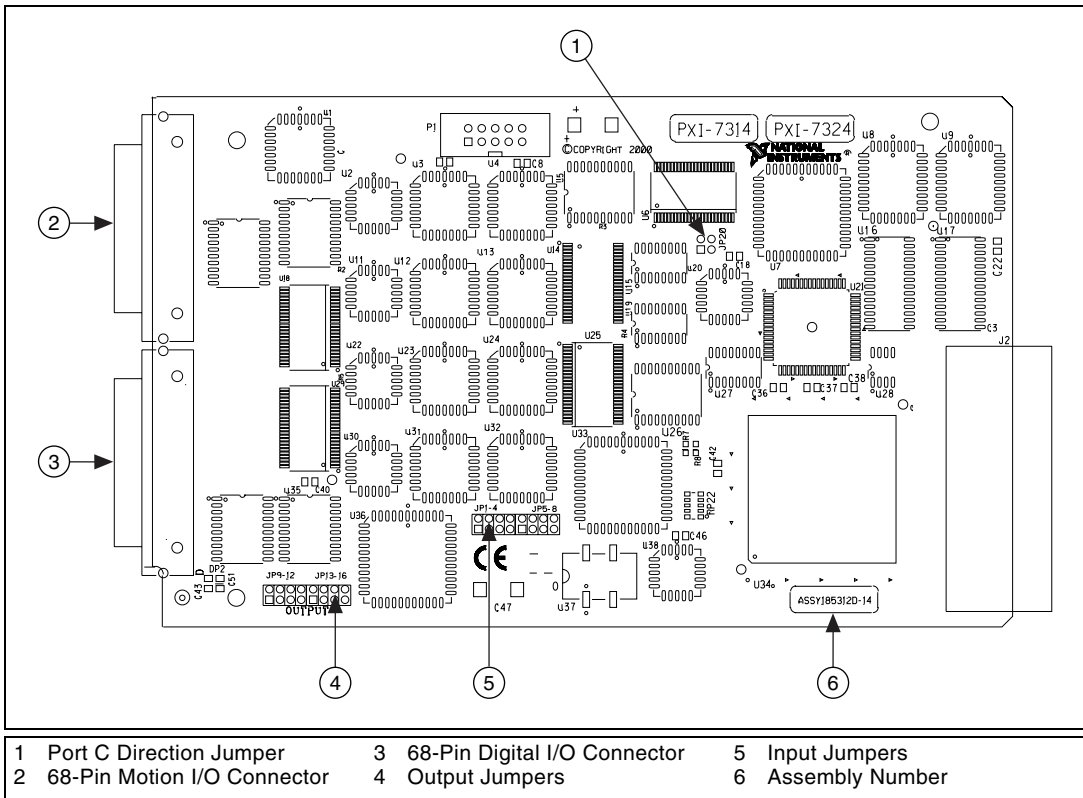 1
P1
+
+
©COPYRIGHT 2000
PXI-7314
PXI-7324
NATIONAL
INSTRUMENTS
®
U1
C
U2
U3
U4
C8
U5
R3
U6
JP20
U8
U9
U16
U17
C22
2
R2
U11
U12
U13
U14
U15
U20
C18
U7
U21
C3
U18
U19
R4
J2
U22
U23
U24
U25
U27
C36
C37
C38
U28
3
U30
U31
U32
U33
U26
R7
R8
C42
RP22
U35
C40
U36
JP1-4
JP5-8
C46
U38
D
DP2
C43
C51
JP9-12
JP13-16
OUTPUT
CE
C47
U37
O
U34
ASSY185312D-14
4
5
6
1 Port C Direction Jumper
2 68-Pin Motion I/O Connector
3 68-Pin Digital I/O Connector
4 Output Jumpers
5 Input Jumpers
6 Assembly Number